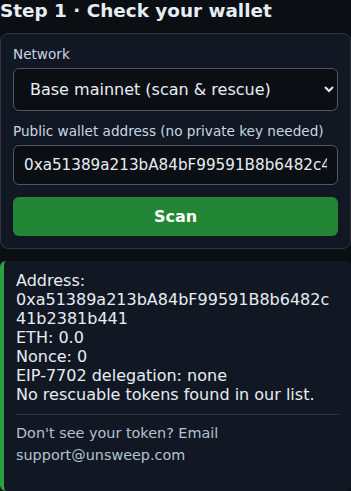 Step 1 · Check your wallet
Network
Base mainnet (scan & rescue)
Public wallet address (no private key needed)
0xa51389a213bA84bF99591B8b6482c4
Scan
Address:
0xa51389a213bA84bF99591B8b6482c
41b2381b441
ETH: 0.0
Nonce: 0
EIP-7702 delegation: none
No rescuable tokens found in our list.
Don't see your token? Email
support@unsweep.com